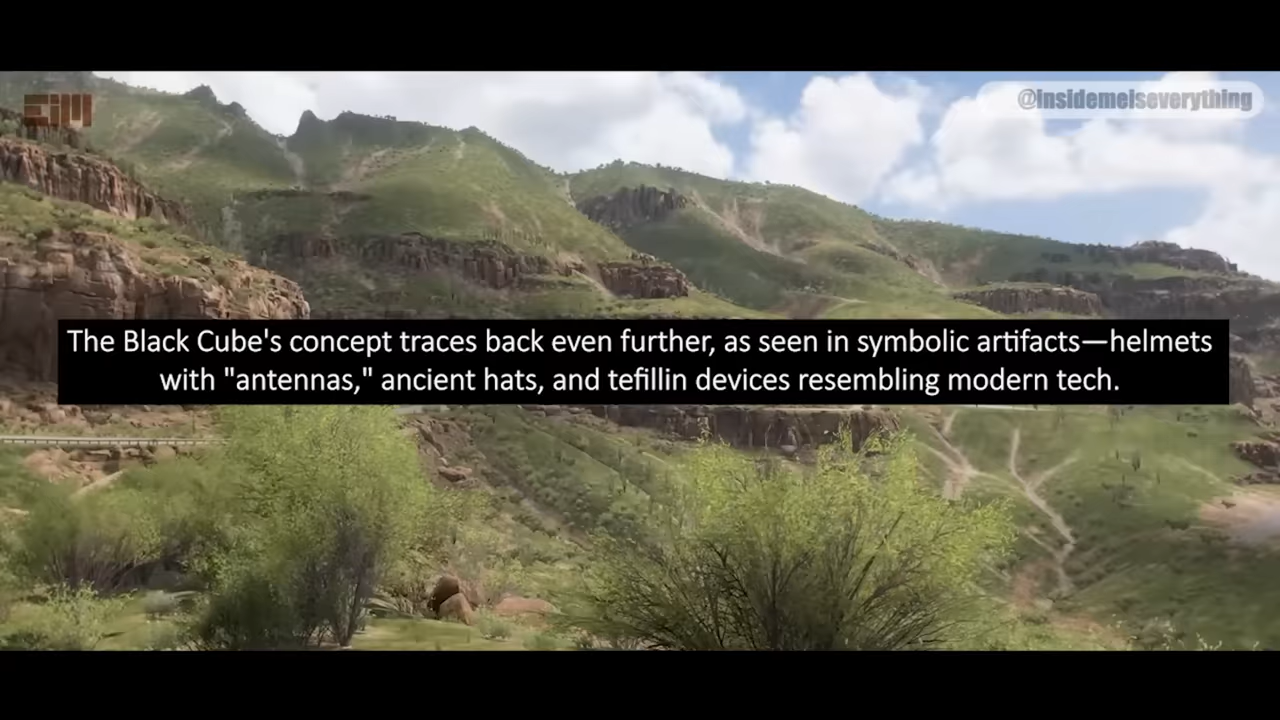 EIM
@insidemeiseverything
The Black Cube's concept traces back even further, as seen in symbolic artifacts—helmets
with "antennas," ancient hats, and tefillin devices resembling modern tech.